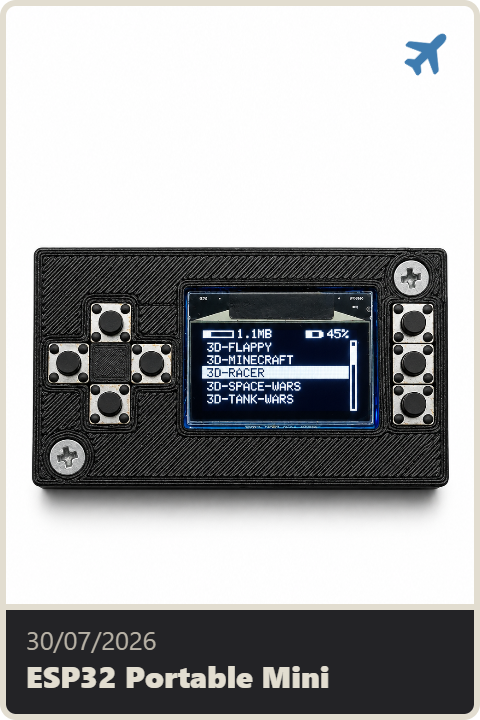 1.1MB 45%
3D-FLAPPY
3D-MINECRAFT
3D-RACER
3D-SPACE-WARS
3D-TANK-WARS
30/07/2026
ESP32 Portable Mini